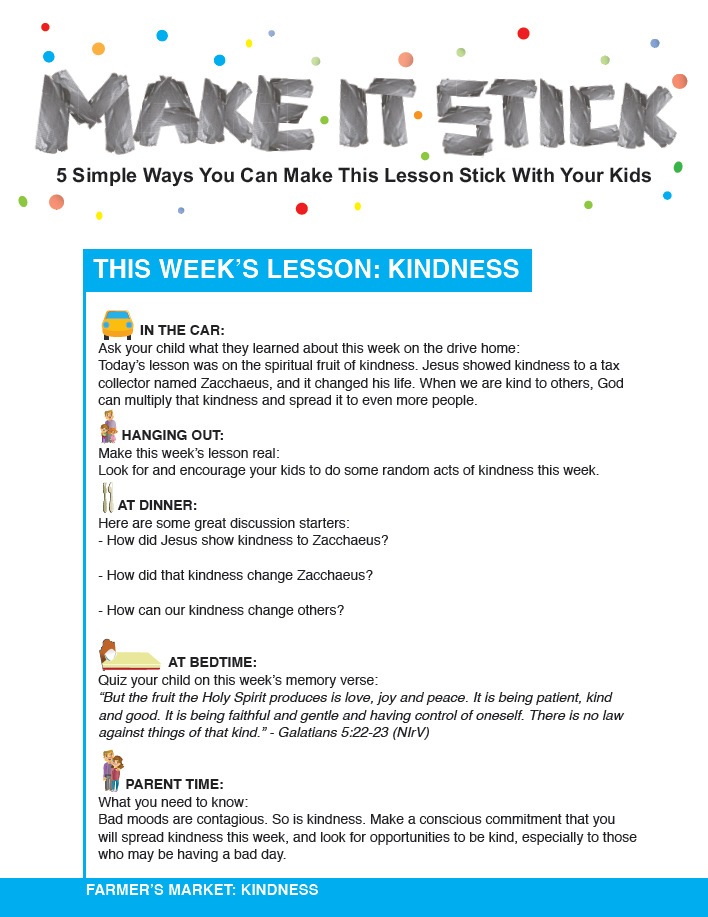 MAKE IT STICK
5 Simple Ways You Can Make This Lesson Stick With Your Kids
THIS WEEK’S LESSON: KINDNESS
IN THE CAR:
Ask your child what they learned about this week on the drive home:
Today’s lesson was on the spiritual fruit of kindness. Jesus showed kindness to a tax
collector named Zacchaeus, and it changed his life. When we are kind to others, God
can multiply that kindness and spread it to even more people.
HANGING OUT:
Make this week’s lesson real:
Look for and encourage your kids to do some random acts of kindness this week.
AT DINNER:
Here are some great discussion starters:
- How did Jesus show kindness to Zacchaeus?
- How did that kindness change Zacchaeus?
- How can our kindness change others?
AT BEDTIME:
Quiz your child on this week’s memory verse:
“But the fruit the Holy Spirit produces is love, joy and peace. It is being patient, kind
and good. It is being faithful and gentle and having control of oneself. There is no law
against things of that kind.” - Galatians 5:22-23 (NIrV)
PARENT TIME:
What you need to know:
Bad moods are contagious. So is kindness. Make a conscious commitment that you
will spread kindness this week, and look for opportunities to be kind, especially to those
who may be having a bad day.
FARMER’S MARKET: KINDNESS